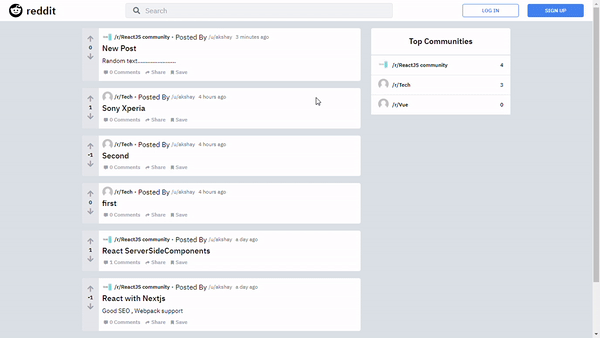 reddit
Search
LOG IN
SIGN UP
0
/r/ReactJS community • Posted By /u/akshay 3 minutes ago
New Post
Random text..........................
0 Comments Share Save
1
/r/Tech • Posted By /u/akshay 4 hours ago
Sony Xperia
0 Comments Share Save
-1
/r/Tech • Posted By /u/akshay 4 hours ago
Second
0 Comments Share Save
0
/r/Tech • Posted By /u/akshay 4 hours ago
first
0 Comments Share Save
1
/r/ReactJS community • Posted By /u/akshay a day ago
React ServerSideComponents
1 Comments Share Save
-1
/r/ReactJS community • Posted By /u/akshay a day ago
React with Nextjs
Good SEO , Webpack support
0 Comments Share Save
Top Communities
/r/ReactJS community 4
/r/Tech 3
/r/Vue 0